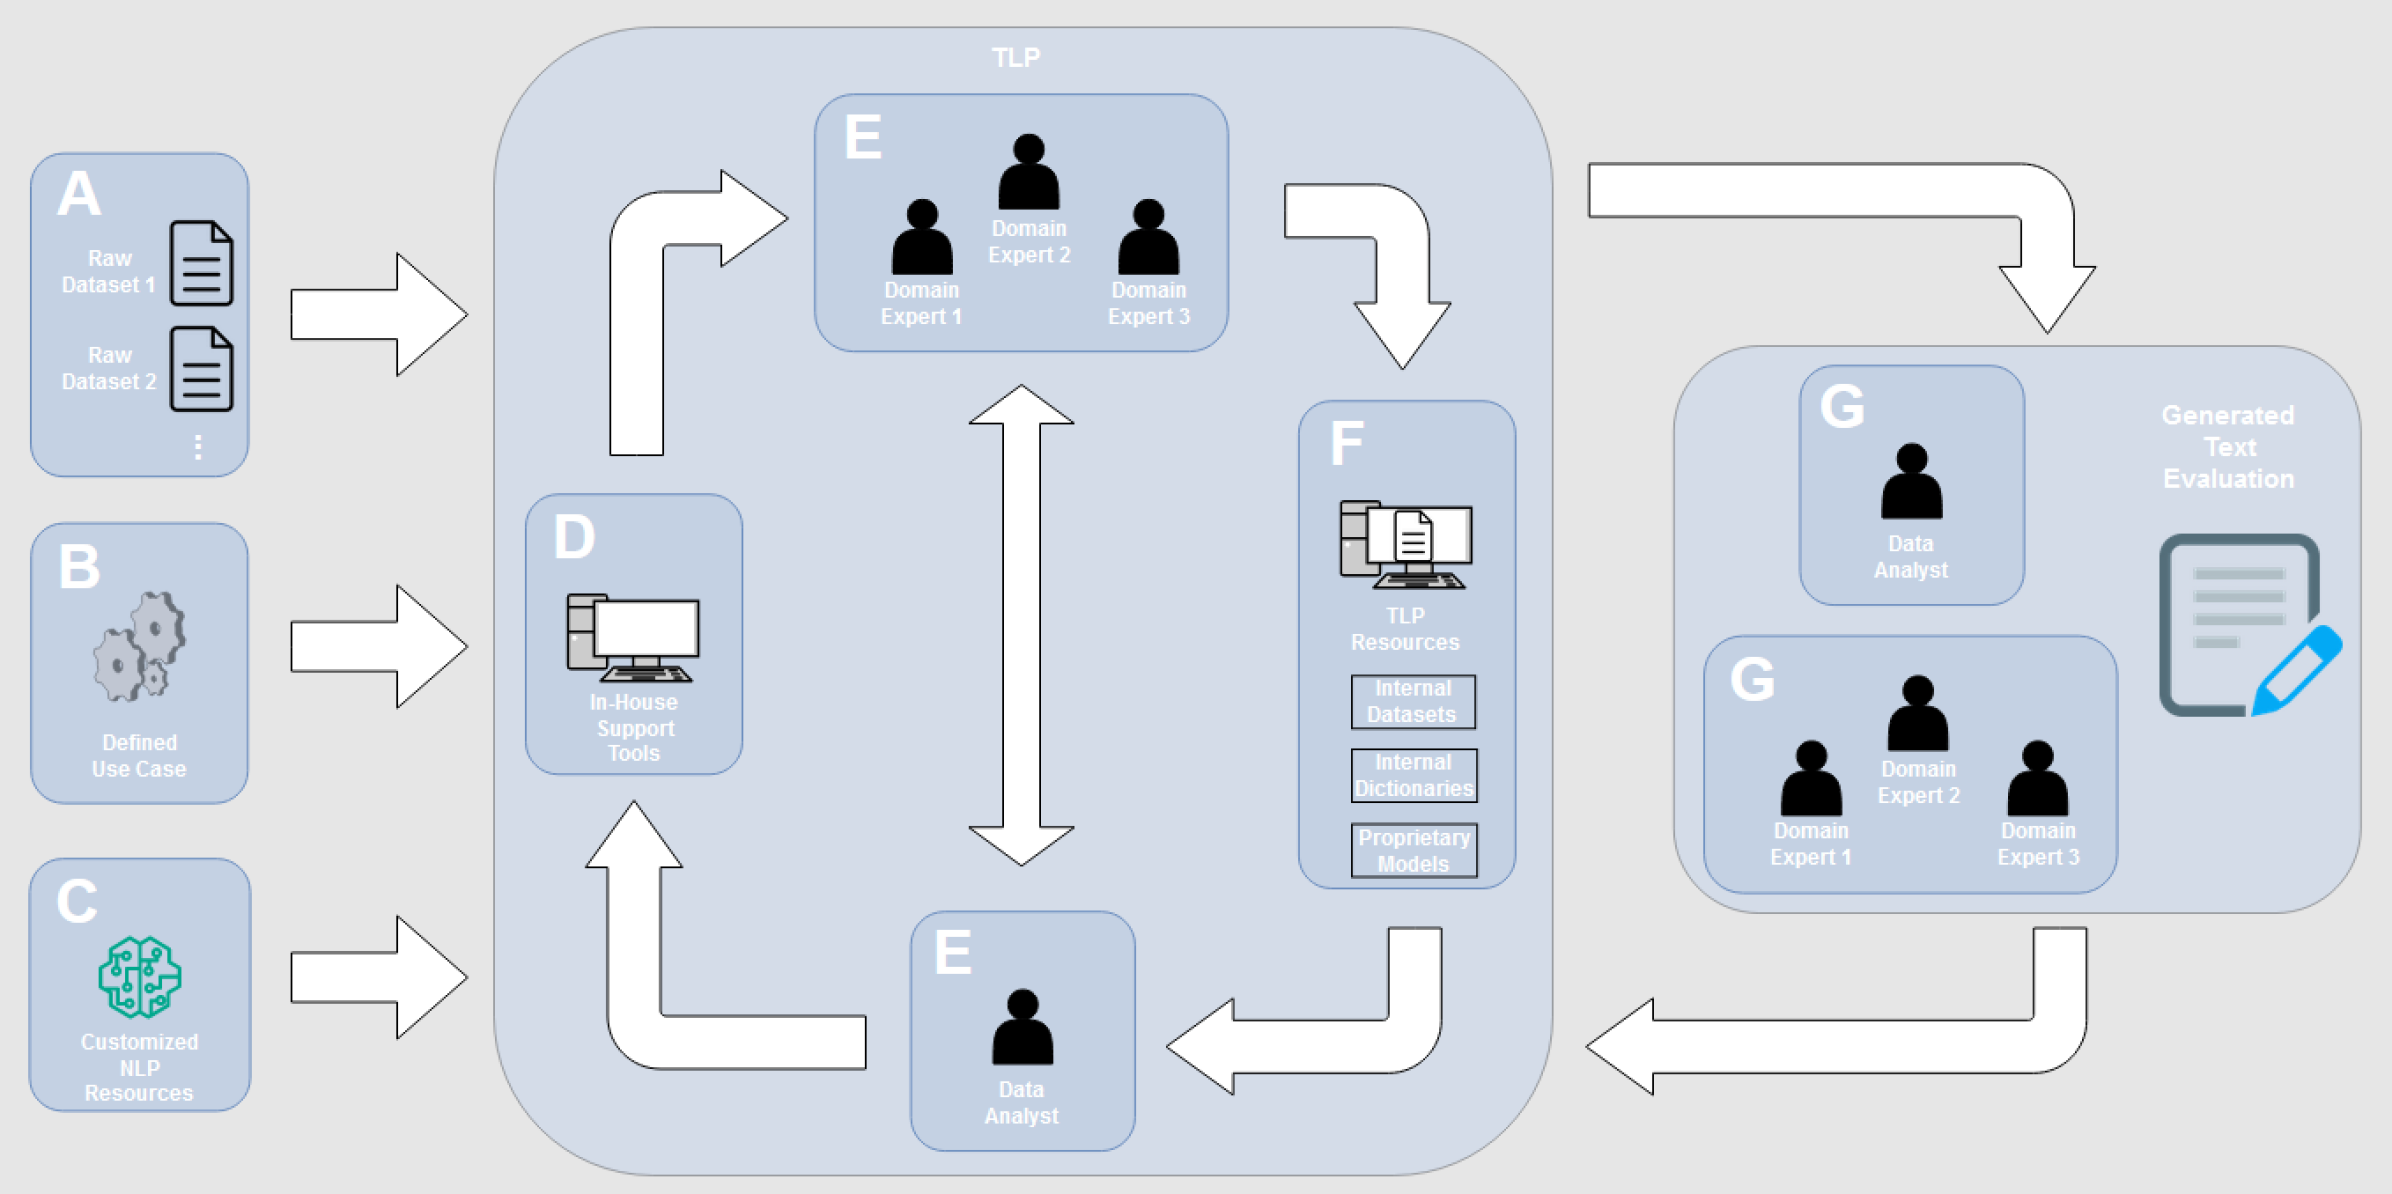 TLP
A
Raw
Dataset 1
Raw
Dataset 2
B
Defined
Use Case
C
Customized
NLP
Resources
D
In-House
Support
Tools
E
Domain
Expert 1
Domain
Expert 2
Domain
Expert 3
F
TLP
Resources
Internal
Datasets
Internal
Dictionaries
Proprietary
Models
E
Data
Analyst
G
Data
Analyst
Generated
Text
Evaluation
G
Domain
Expert 1
Domain
Expert 2
Domain
Expert 3